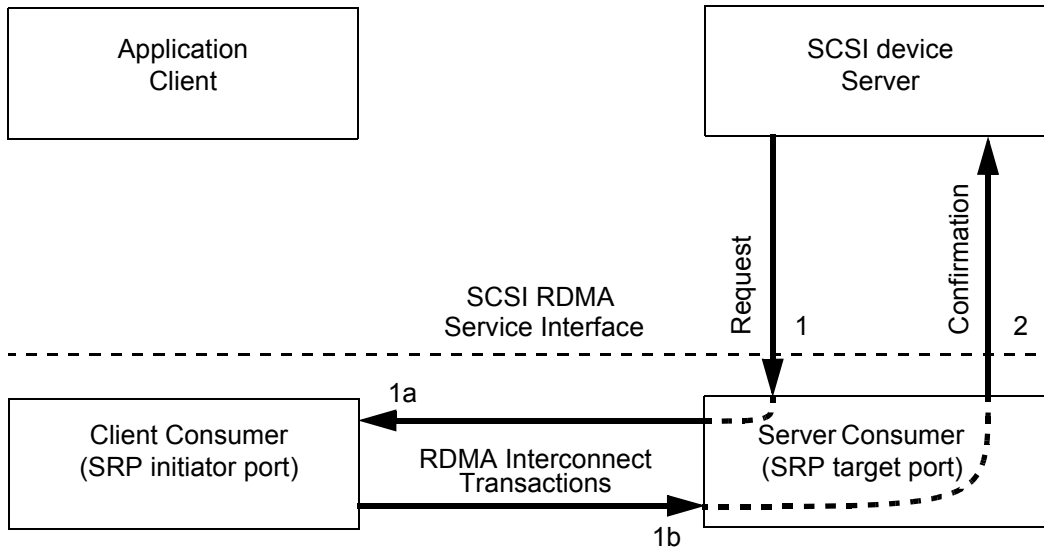 Application
Client
SCSI device
Server
Request
Confirmation
SCSI RDMA
Service Interface
1
2
1a
Client Consumer
(SRP initiator port)
RDMA Interconnect
Transactions
Server Consumer
(SRP target port)
1b